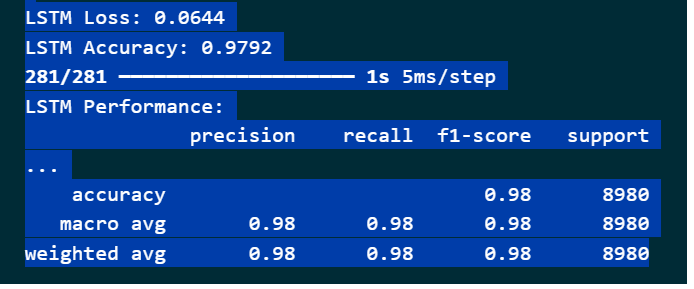 LSTM Loss: 0.0644
LSTM Accuracy: 0.9792
281/281 ━━━━━━━━━━━━━━━━━━━━ 1s 5ms/step
LSTM Performance:
precision recall f1-score support
...
accuracy 0.98 8980
macro avg 0.98 0.98 0.98 8980
weighted avg 0.98 0.98 0.98 8980